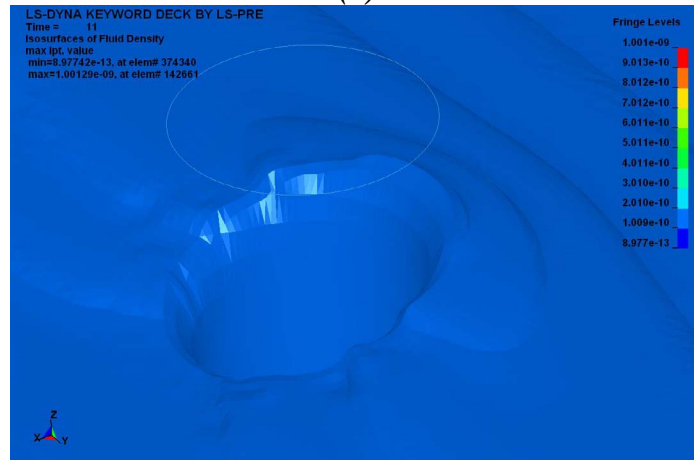 LS-DYNA KEYWORD DECK BY LS-PRE
Time = 11
Isosurfaces of Fluid Density
max ipt. value
min=8.97742e-13, at elem# 374340
max=1.00129e-09, at elem# 142661
Fringe Levels
1.001e-09
9.013e-10
8.012e-10
7.012e-10
6.011e-10
5.011e-10
4.011e-10
3.010e-10
2.010e-10
1.009e-10
8.977e-13
Z
X
Y